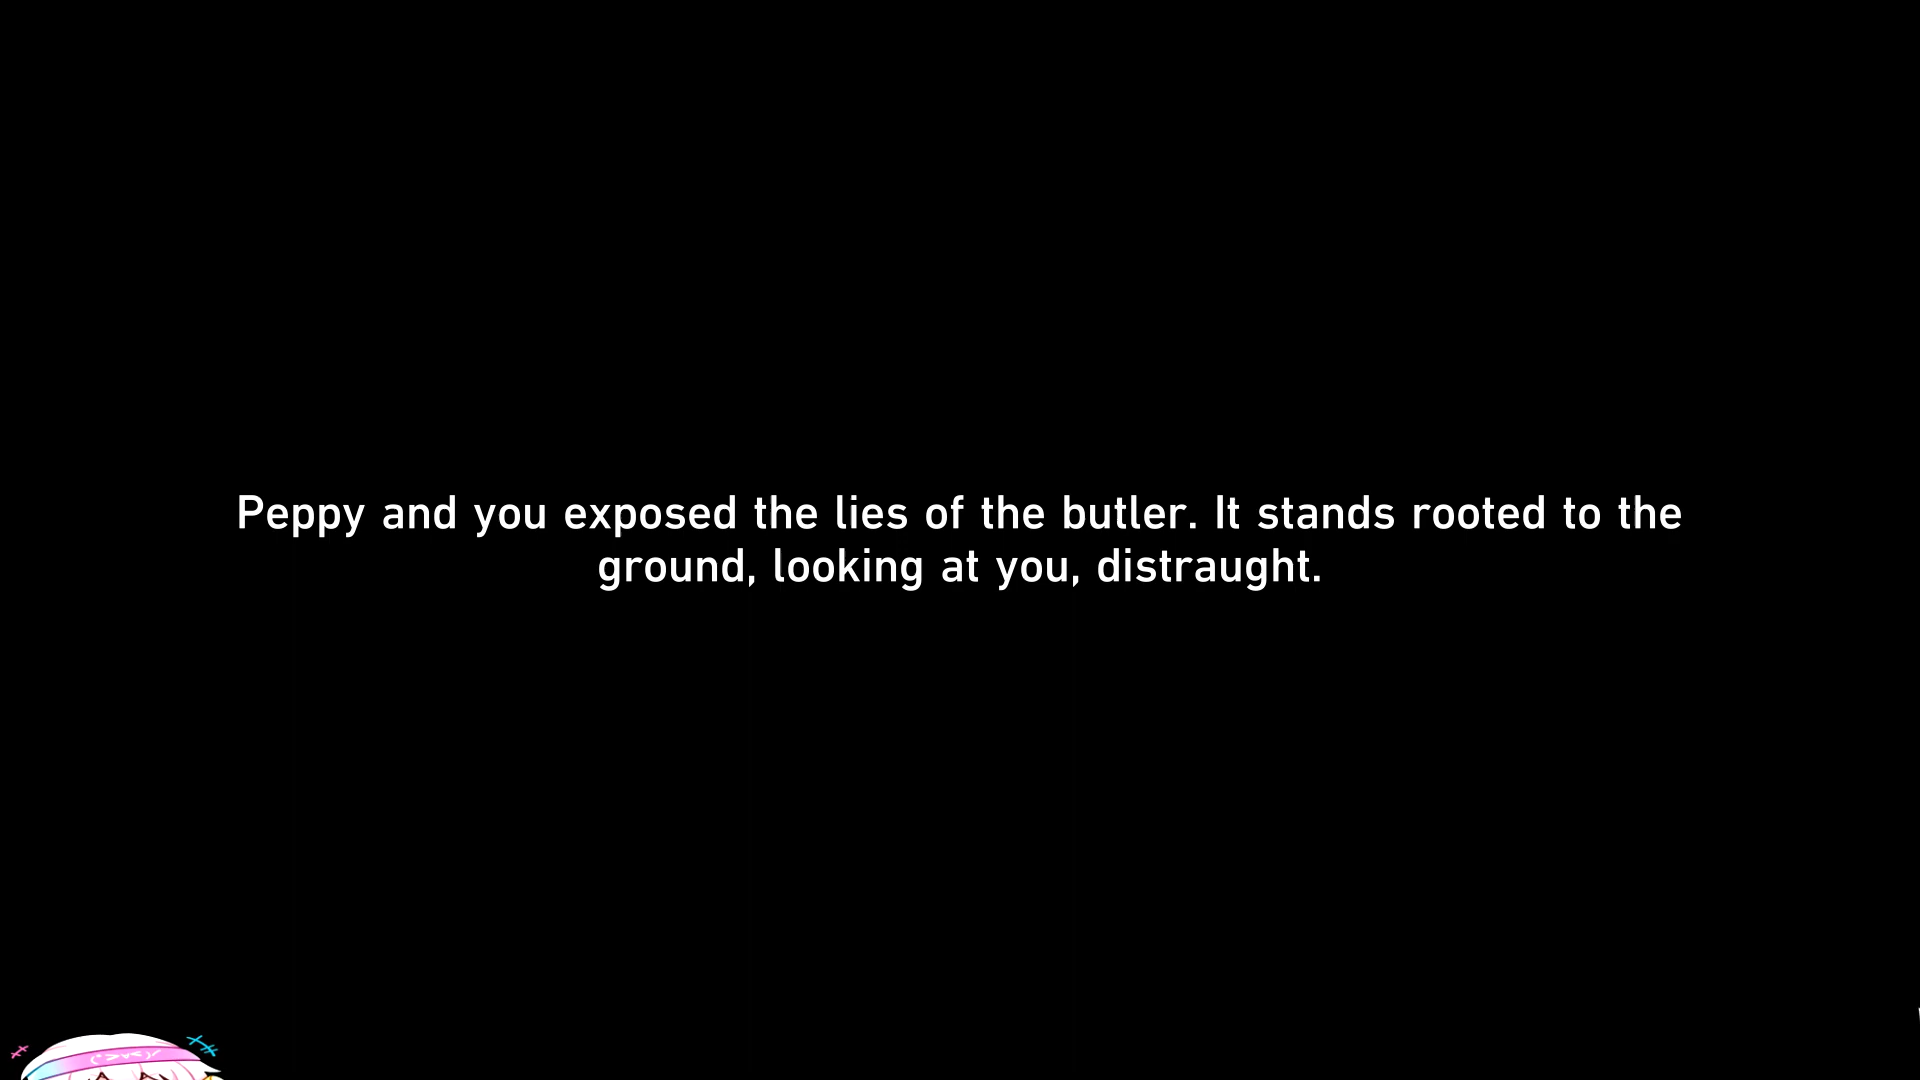 Peppy and you exposed the lies of the butler. It stands rooted to the
ground, looking at you, distraught.